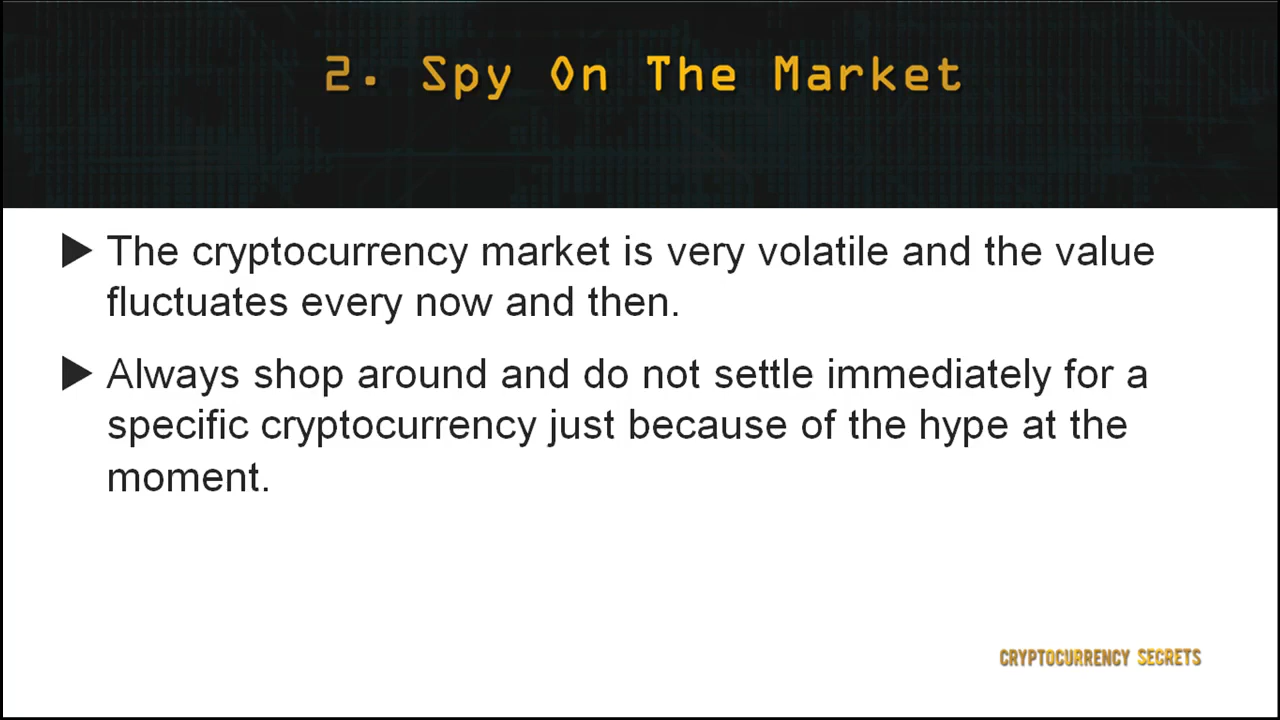 2. Spy On The Market
▶ The cryptocurrency market is very volatile and the value
fluctuates every now and then.
▶ Always shop around and do not settle immediately for a
specific cryptocurrency just because of the hype at the
moment.
CRYPTOCURRENCY SECRETS